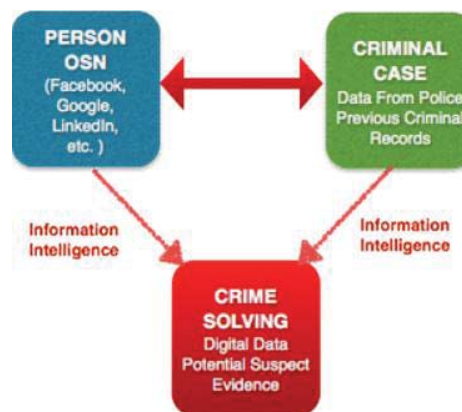 PERSON
OSN
(Facebook,
Google,
LinkedIn,
etc. )
CRIMINAL
CASE
Data From Police
Previous Criminal
Records
Information
Intelligence
Information
Intelligence
CRIME
SOLVING
Digital Data
Potential Suspect
Evidence